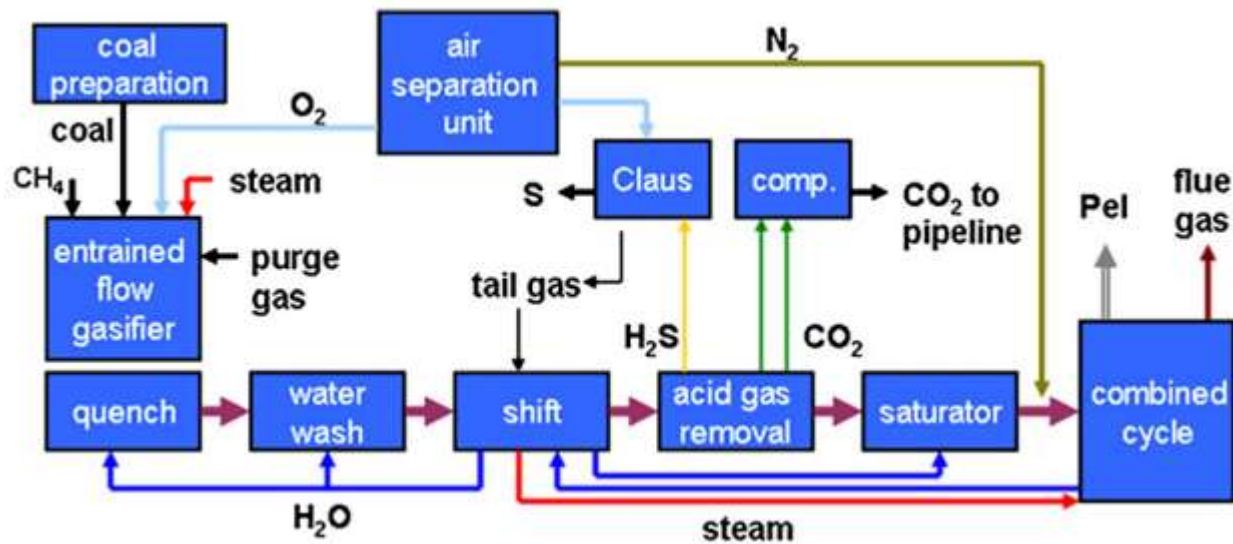 coal
preparation
air
separation
unit
N₂
O₂
coal
CH₄
steam
Claus
comp.
S
CO₂ to
pipeline
Pel
flue
gas
entrained
flow
gasifier
purge
gas
tail gas
H₂S
CO₂
quench
water
wash
shift
acid gas
removal
saturator
combined
cycle
H₂O
steam